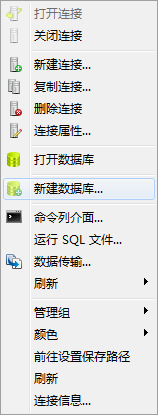 打开连接
关闭连接
新建连接...
复制连接...
删除连接
连接属性...
打开数据库
新建数据库...
命令列介面...
运行 SQL 文件...
数据传输...
刷新
管理组
颜色
前往设置保存路径
刷新
连接信息...